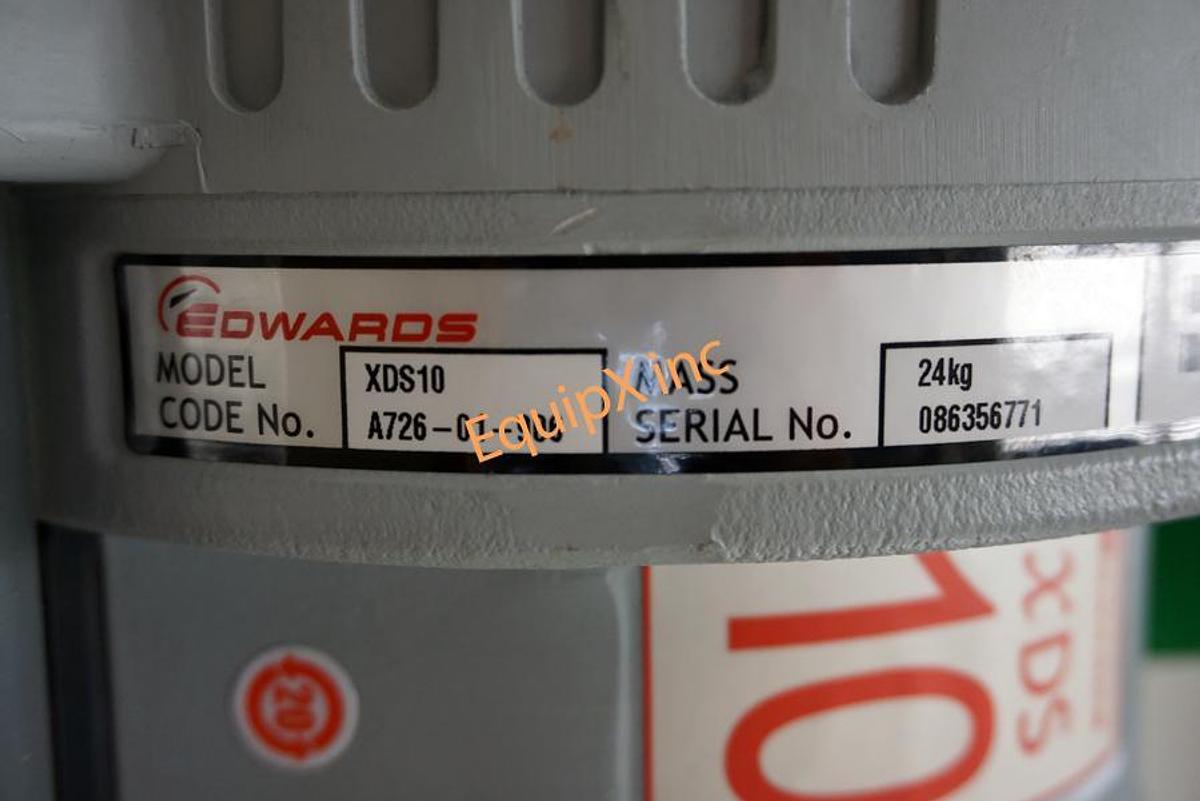 EDWARDS
MODEL XDS10 MASS 24kg
CODE No. SERIAL No. 086356771
EquipXinc
20
10
XDS